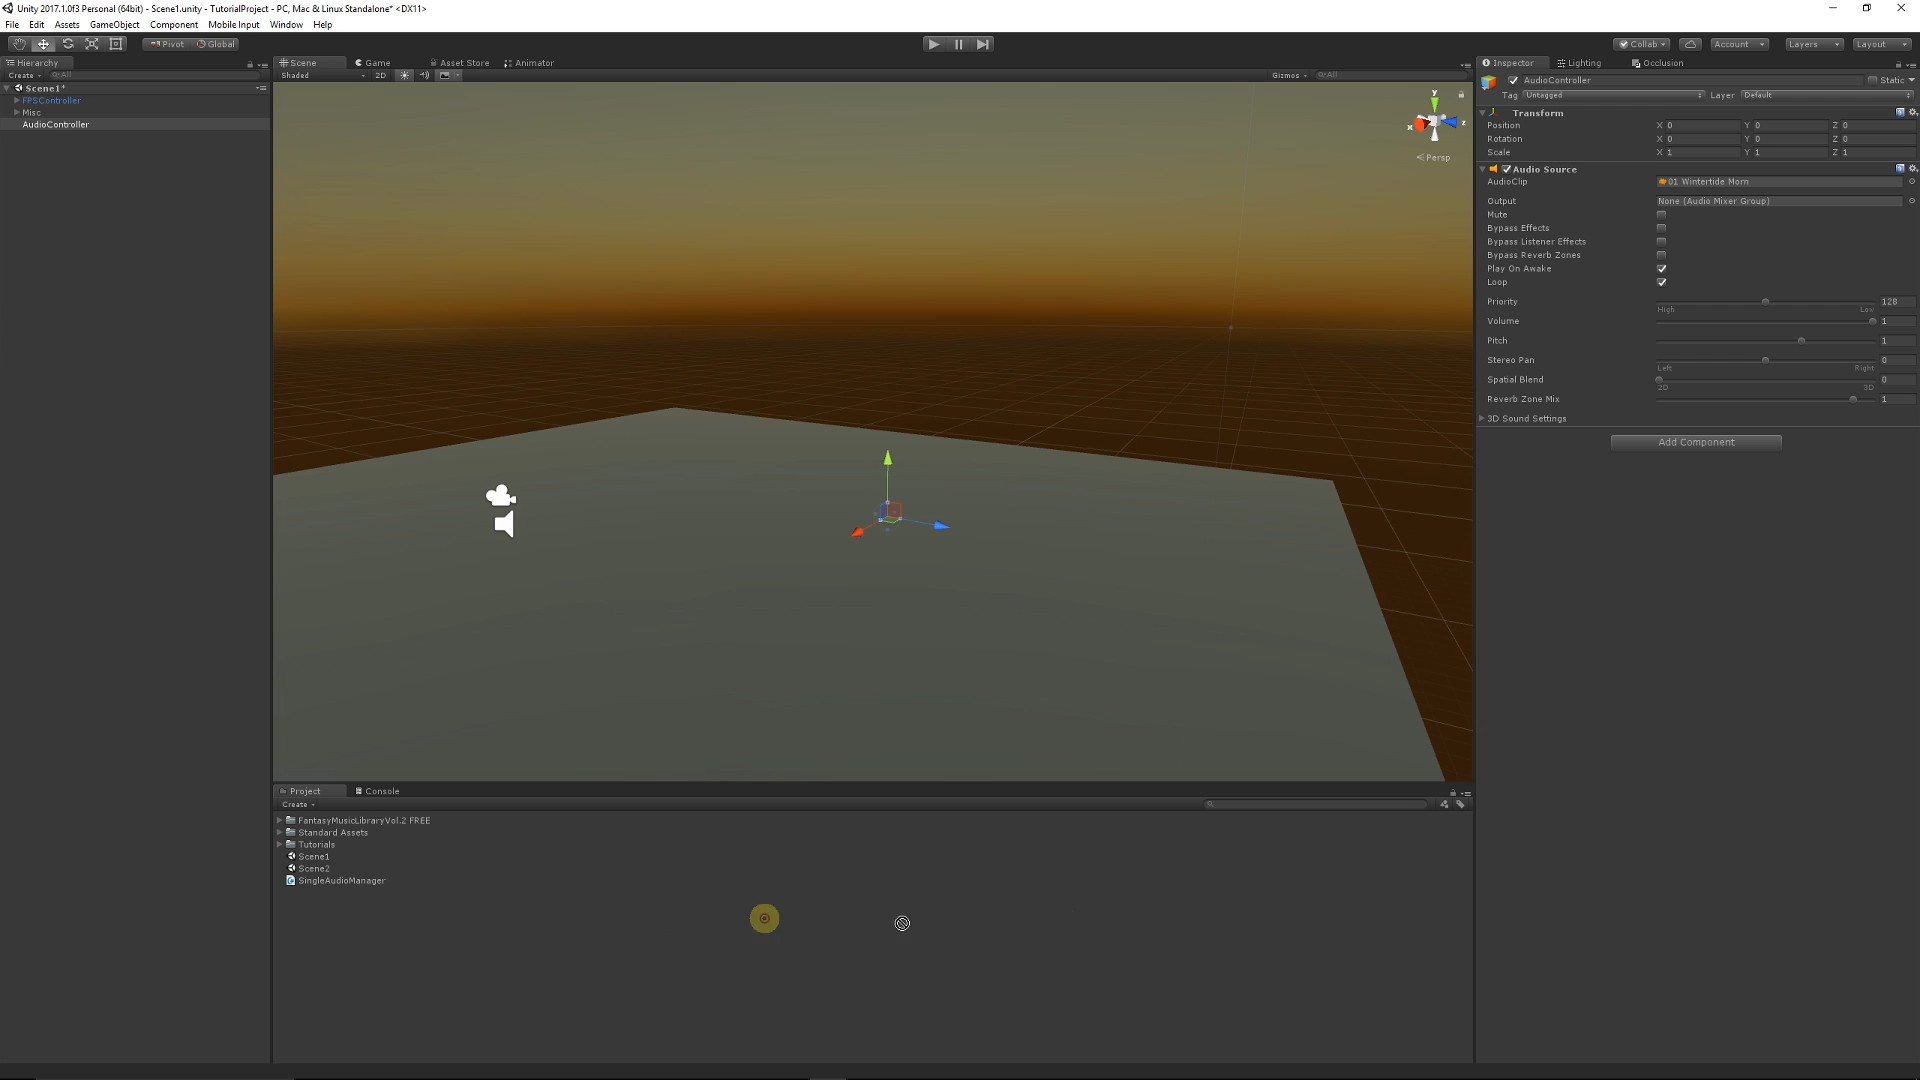 Unity 2017.1.0f3 Personal (64bit) - Scene1.unity - TutorialProject - PC, Mac & Linux Standalone* <DX11>
File Edit Assets GameObject Component Mobile Input Window Help
Pivot Global Collab Account Layers Layout
Hierarchy
Create All
Scene1*
FPSController
Misc
AudioController
Scene Game Asset Store Animator
Shaded 2D Gizmos All
y
x z
Persp
Project Console
Create
FantasyMusicLibraryVol.2 FREE
Standard Assets
Tutorials
Scene1
Scene2
SingleAudioManager
Inspector Lighting Occlusion
AudioController Static
Tag Untagged Layer Default
Transform
Position X 0 Y 0 Z 0
Rotation X 0 Y 0 Z 0
Scale X 1 Y 1 Z 1
Audio Source
AudioClip 01 Wintertide Morn
Output None (Audio Mixer Group)
Mute
Bypass Effects
Bypass Listener Effects
Bypass Reverb Zones
Play On Awake
Loop
Priority 128
High Low
Volume 1
Pitch 1
Stereo Pan 0
Left Right
Spatial Blend 0
2D 3D
Reverb Zone Mix 1
3D Sound Settings
Add Component